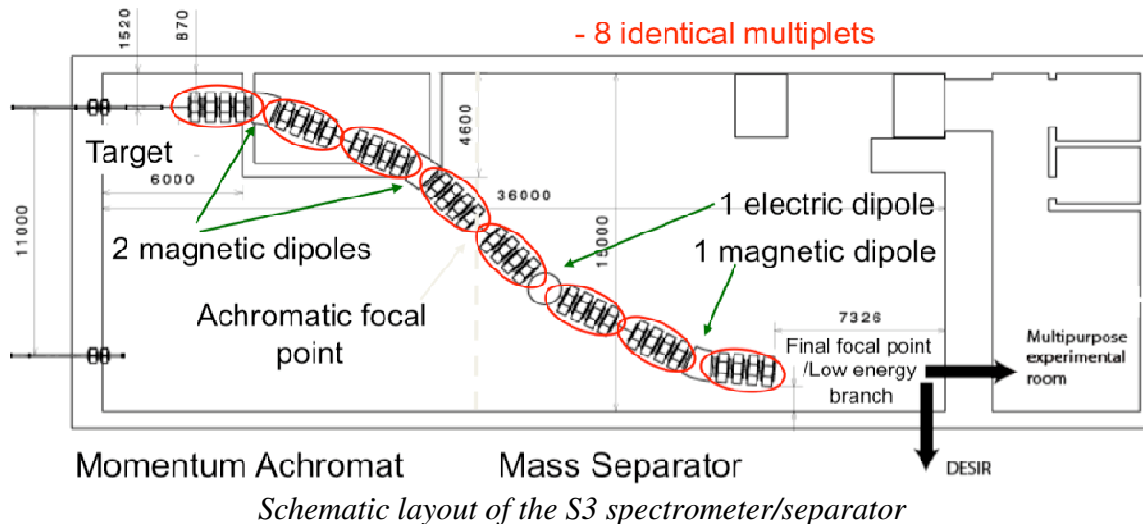 - 8 identical multiplets
1520
870
Target
6000
4600
36000
11000
15000
2 magnetic dipoles
1 electric dipole
1 magnetic dipole
Achromatic focal
point
7326
Final focal point
/Low energy
branch
Multipurpose
experimental
room
Momentum Achromat
Mass Separator
DESIR
Schematic layout of the S3 spectrometer/separator